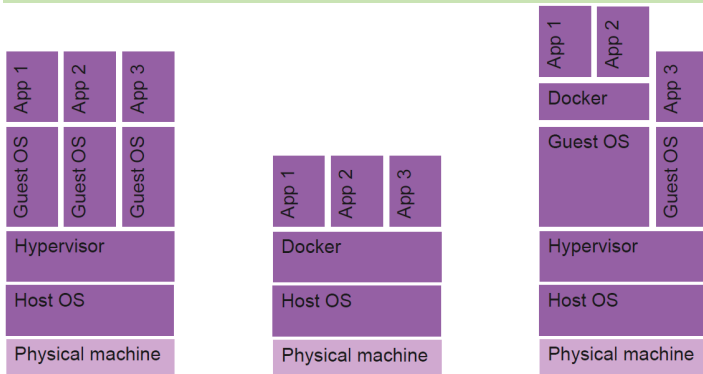 App 1
App 2
App 3
Guest OS
Guest OS
Guest OS
Hypervisor
Host OS
Physical machine
App 1
App 2
App 3
Docker
Host OS
Physical machine
App 1
App 2
App 3
Docker
Guest OS
Guest OS
Hypervisor
Host OS
Physical machine